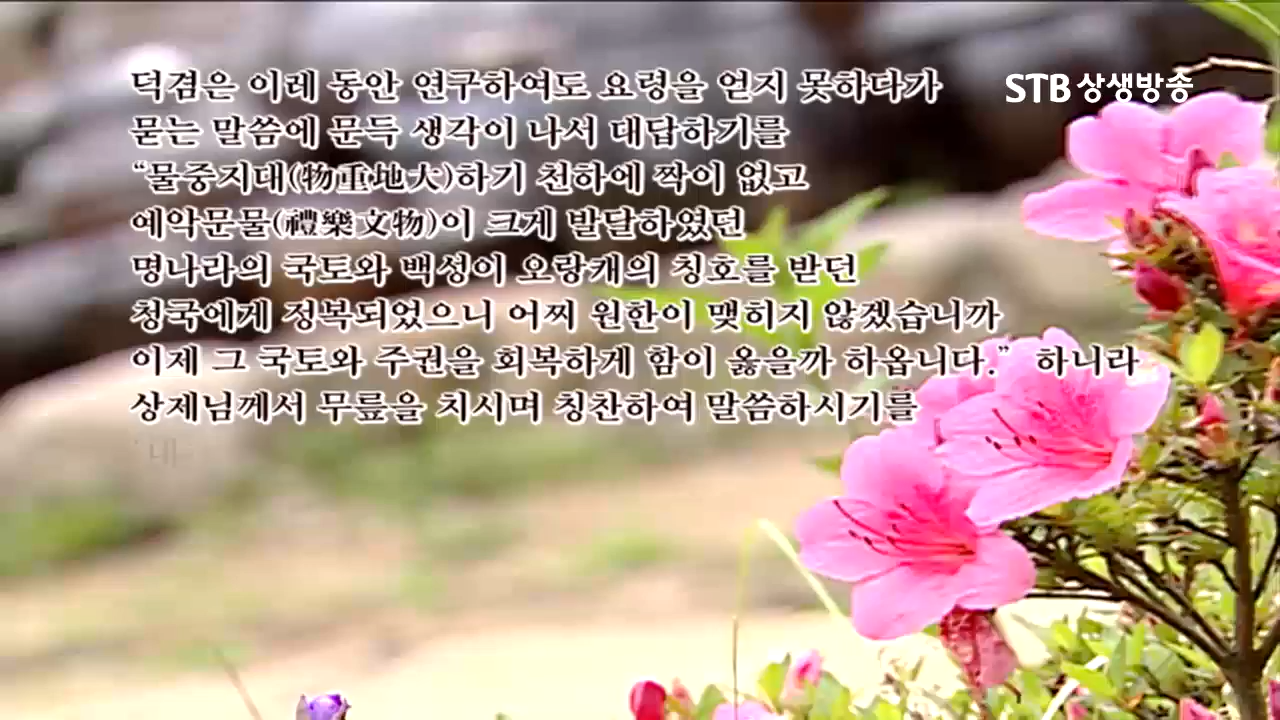 덕겸은 이레 동안 연구하여도 요령을 얻지 못하다가
묻는 말씀에 문득 생각이 나서 대답하기를
“물중지대(物重地大)하기 천하에 짝이 없고
예악문물(禮樂文物)이 크게 발달하였던
명나라의 국토와 백성이 오랑캐의 칭호를 받던
청국에게 정복되었으니 어찌 원한이 맺히지 않겠습니까
이제 그 국토와 주권을 회복하게 함이 옳을까 하옵니다.” 하니라
상제님께서 무릎을 치시며 칭찬하여 말씀하시기를
STB 상생방송